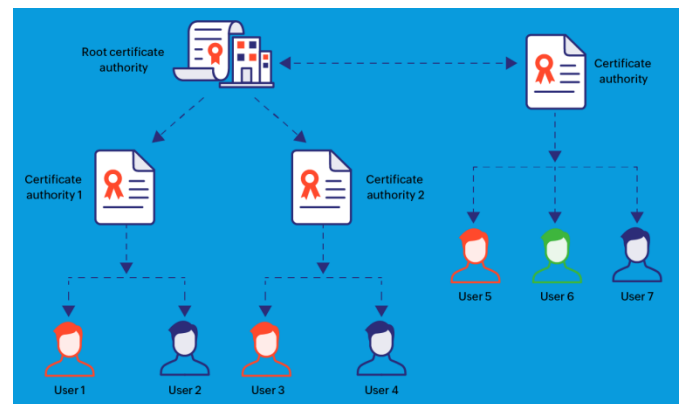 Root certificate
authority
Certificate
authority
Certificate
authority 1
Certificate
authority 2
User 5
User 6
User 7
User 1
User 2
User 3
User 4